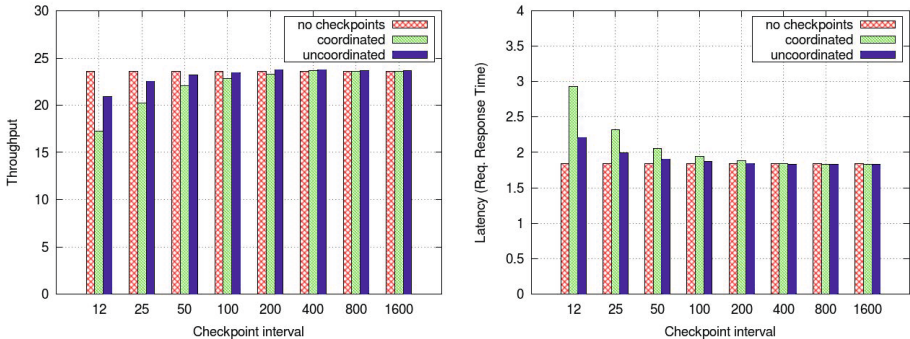 30
25
20
15
10
5
0
Throughput
no checkpoints
coordinated
uncoordinated
12 25 50 100 200 400 800 1600
Checkpoint interval
4
3.5
3
2.5
2
1.5
1
0.5
0
Latency (Req. Response Time)
no checkpoints
coordinated
uncoordinated
12 25 50 100 200 400 800 1600
Checkpoint interval